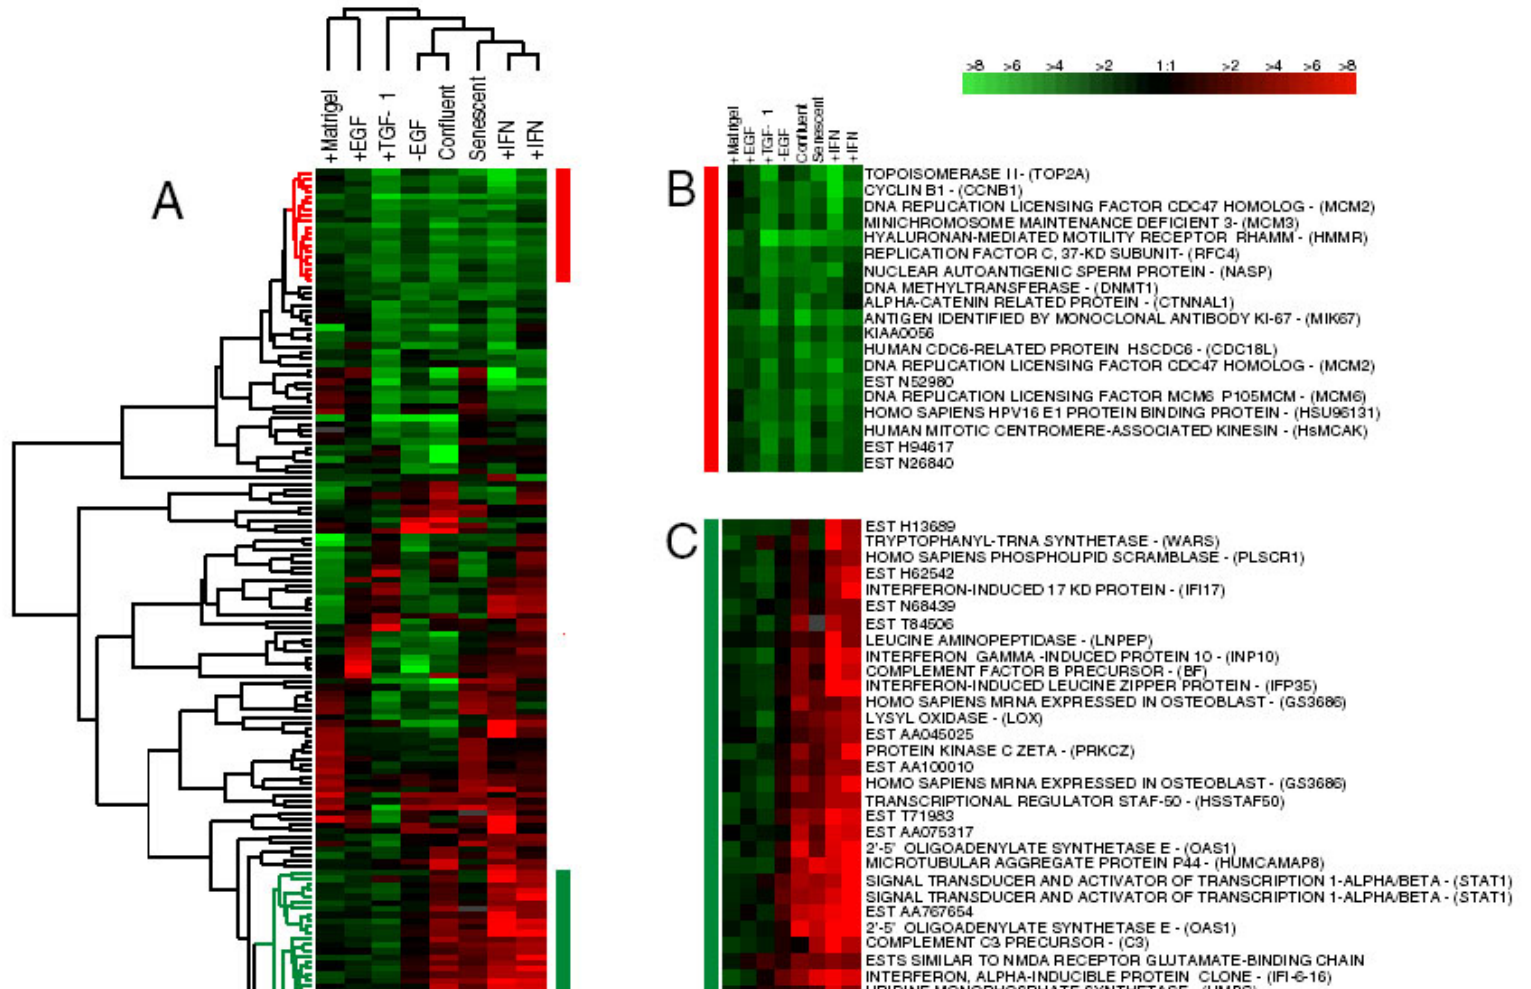 >8 >6 >4 >2 1:1 >2 >4 >6 >8
+Matrigel
+EGF
+TGF- 1
-EGF
Confluent
Senescent
+IFN
+IFN
A
+Matrigel
+EGF
+TGF- 1
-EGF
Confluent
Senescent
+IFN
+IFN
B
TOPOISOMERASE II- (TOP2A)
CYCLIN B1 - (CCNB1)
DNA REPLICATION LICENSING FACTOR CDC47 HOMOLOG - (MCM2)
MINICHROMOSOME MAINTENANCE DEFICIENT 3- (MCM3)
HYALURONAN-MEDIATED MOTILITY RECEPTOR RHAMM - (HMMR)
REPLICATION FACTOR C, 37-KD SUBUNIT- (RFC4)
NUCLEAR AUTOANTIGENIC SPERM PROTEIN - (NASP)
DNA METHYLTRANSFERASE - (DNMT1)
ALPHA-CATENIN RELATED PROTEIN - (CTNNAL1)
ANTIGEN IDENTIFIED BY MONOCLONAL ANTIBODY KI-67 - (MIK67)
KIAA0056
HUMAN CDC6-RELATED PROTEIN HSCDC6 - (CDC18L)
DNA REPLICATION LICENSING FACTOR CDC47 HOMOLOG - (MCM2)
EST N52980
DNA REPLICATION LICENSING FACTOR MCM6 P105MCM - (MCM6)
HOMO SAPIENS HPV16 E1 PROTEIN BINDING PROTEIN - (HSU96131)
HUMAN MITOTIC CENTROMERE-ASSOCIATED KINESIN - (HsMCAK)
EST H94617
EST N26840
C
EST H13689
TRYPTOPHANYL-TRNA SYNTHETASE - (WARS)
HOMO SAPIENS PHOSPHOLIPID SCRAMBLASE - (PLSCR1)
EST H62542
INTERFERON-INDUCED 17 KD PROTEIN - (IFI17)
EST N68439
EST T84506
LEUCINE AMINOPEPTIDASE - (LNPEP)
INTERFERON GAMMA -INDUCED PROTEIN 10 - (INP10)
COMPLEMENT FACTOR B PRECURSOR - (BF)
INTERFERON-INDUCED LEUCINE ZIPPER PROTEIN - (IFP35)
HOMO SAPIENS MRNA EXPRESSED IN OSTEOBLAST - (GS3686)
LYSYL OXIDASE - (LOX)
EST AA045025
PROTEIN KINASE C ZETA - (PRKCZ)
EST AA100010
HOMO SAPIENS MRNA EXPRESSED IN OSTEOBLAST - (GS3686)
TRANSCRIPTIONAL REGULATOR STAF-50 - (HSSTAF50)
EST T71983
EST AA075317
2'-5' OLIGOADENYLATE SYNTHETASE E - (OAS1)
MICROTUBULAR AGGREGATE PROTEIN P44 - (HUMCAMAP8)
SIGNAL TRANSDUCER AND ACTIVATOR OF TRANSCRIPTION 1-ALPHA/BETA - (STAT1)
SIGNAL TRANSDUCER AND ACTIVATOR OF TRANSCRIPTION 1-ALPHA/BETA - (STAT1)
EST AA767654
2'-5' OLIGOADENYLATE SYNTHETASE E - (OAS1)
COMPLEMENT C3 PRECURSOR - (C3)
ESTS SIMILAR TO NMDA RECEPTOR GLUTAMATE-BINDING CHAIN
INTERFERON, ALPHA-INDUCIBLE PROTEIN CLONE - (IFI-6-16)